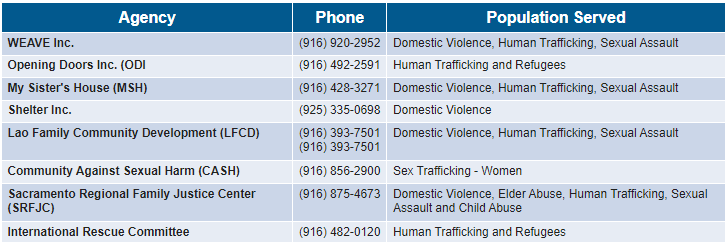 Agency Phone Population Served
WEAVE Inc. (916) 920-2952 Domestic Violence, Human Trafficking, Sexual Assault
Opening Doors Inc. (ODI (916) 492-2591 Human Trafficking and Refugees
My Sister's House (MSH) (916) 428-3271 Domestic Violence, Human Trafficking, Sexual Assault
Shelter Inc. (925) 335-0698 Domestic Violence
Lao Family Community Development (LFCD) (916) 393-7501 Domestic Violence, Human Trafficking, Sexual Assault
(916) 393-7501
Community Against Sexual Harm (CASH) (916) 856-2900 Sex Trafficking - Women
Sacramento Regional Family Justice Center (916) 875-4673 Domestic Violence, Elder Abuse, Human Trafficking, Sexual
(SRFJC) Assault and Child Abuse
International Rescue Committee (916) 482-0120 Human Trafficking and Refugees